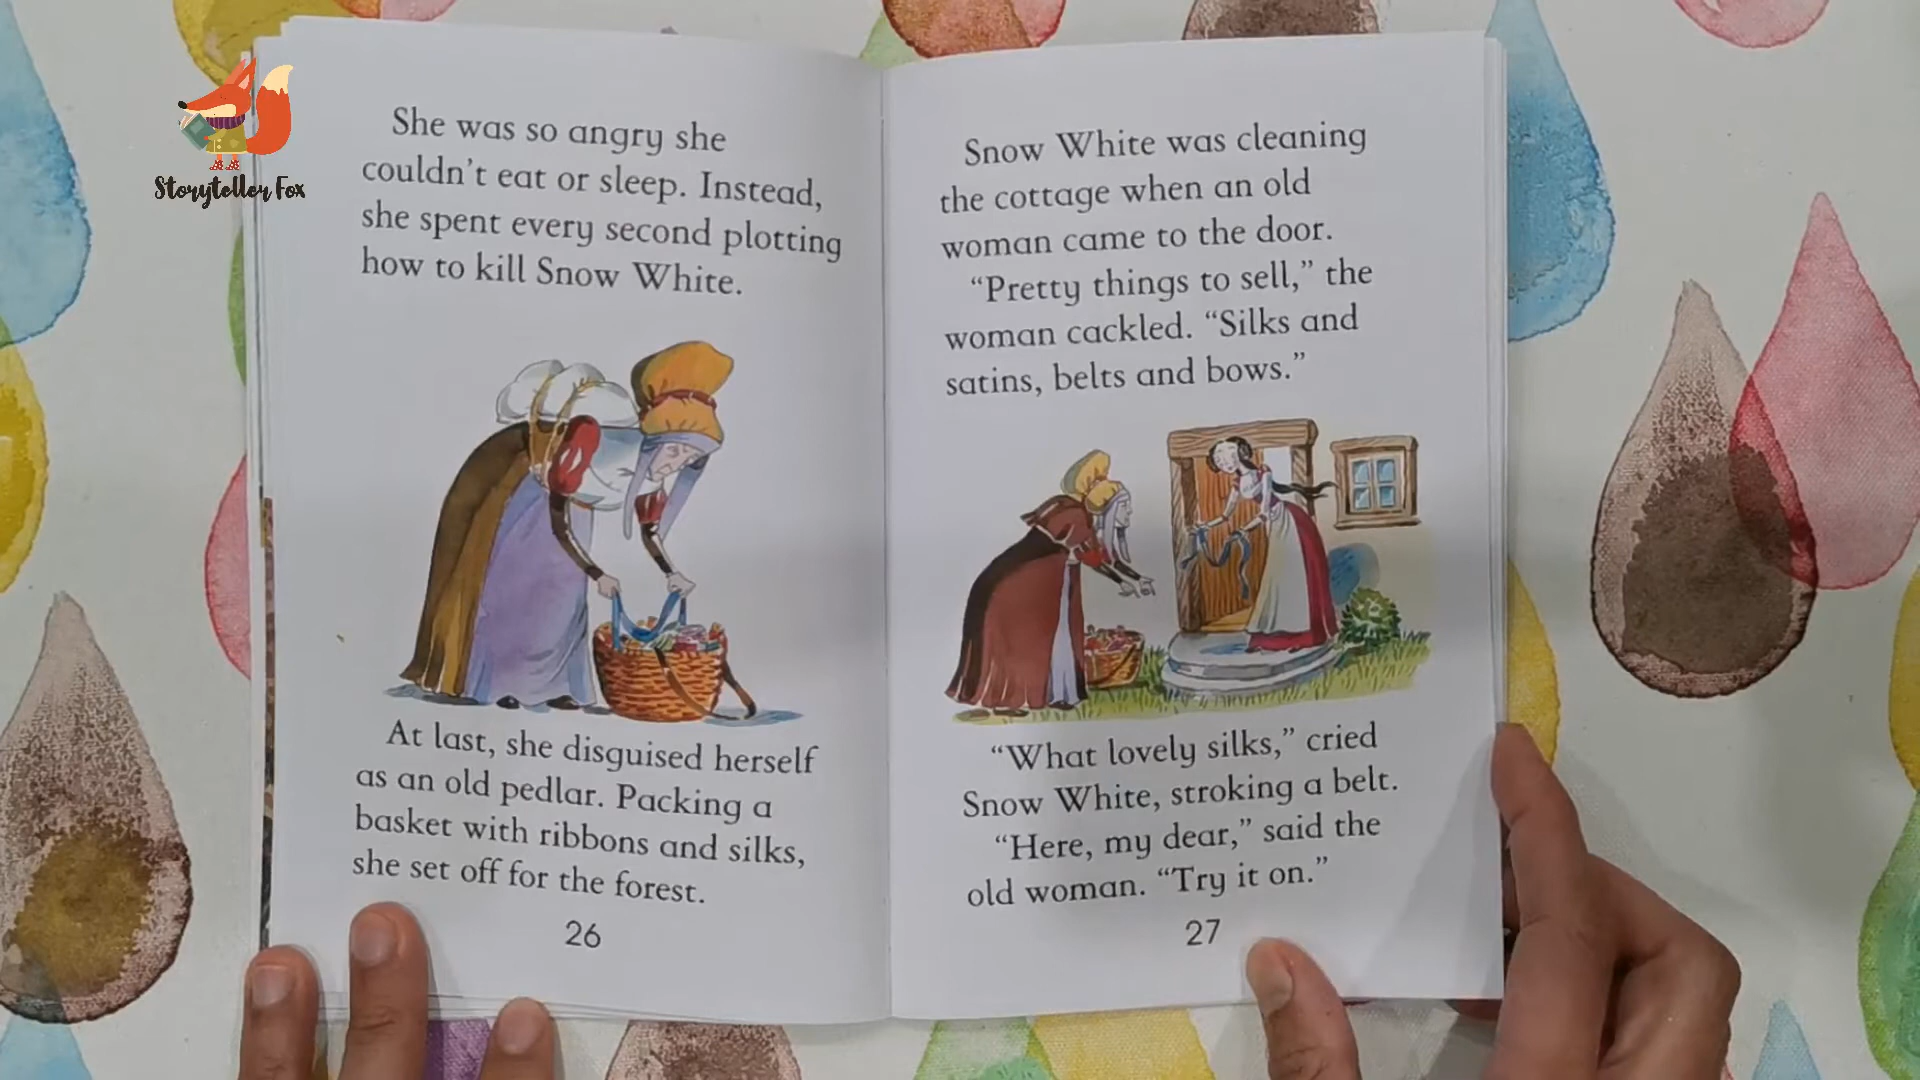 Storyteller Fox
She was so angry she
couldn't eat or sleep. Instead,
she spent every second plotting
how to kill Snow White.
At last, she disguised herself
as an old pedlar. Packing a
basket with ribbons and silks,
she set off for the forest.
26
Snow White was cleaning
the cottage when an old
woman came to the door.
“Pretty things to sell,” the
woman cackled. “Silks and
satins, belts and bows.”
“What lovely silks,” cried
Snow White, stroking a belt.
“Here, my dear,” said the
old woman. “Try it on.”
27